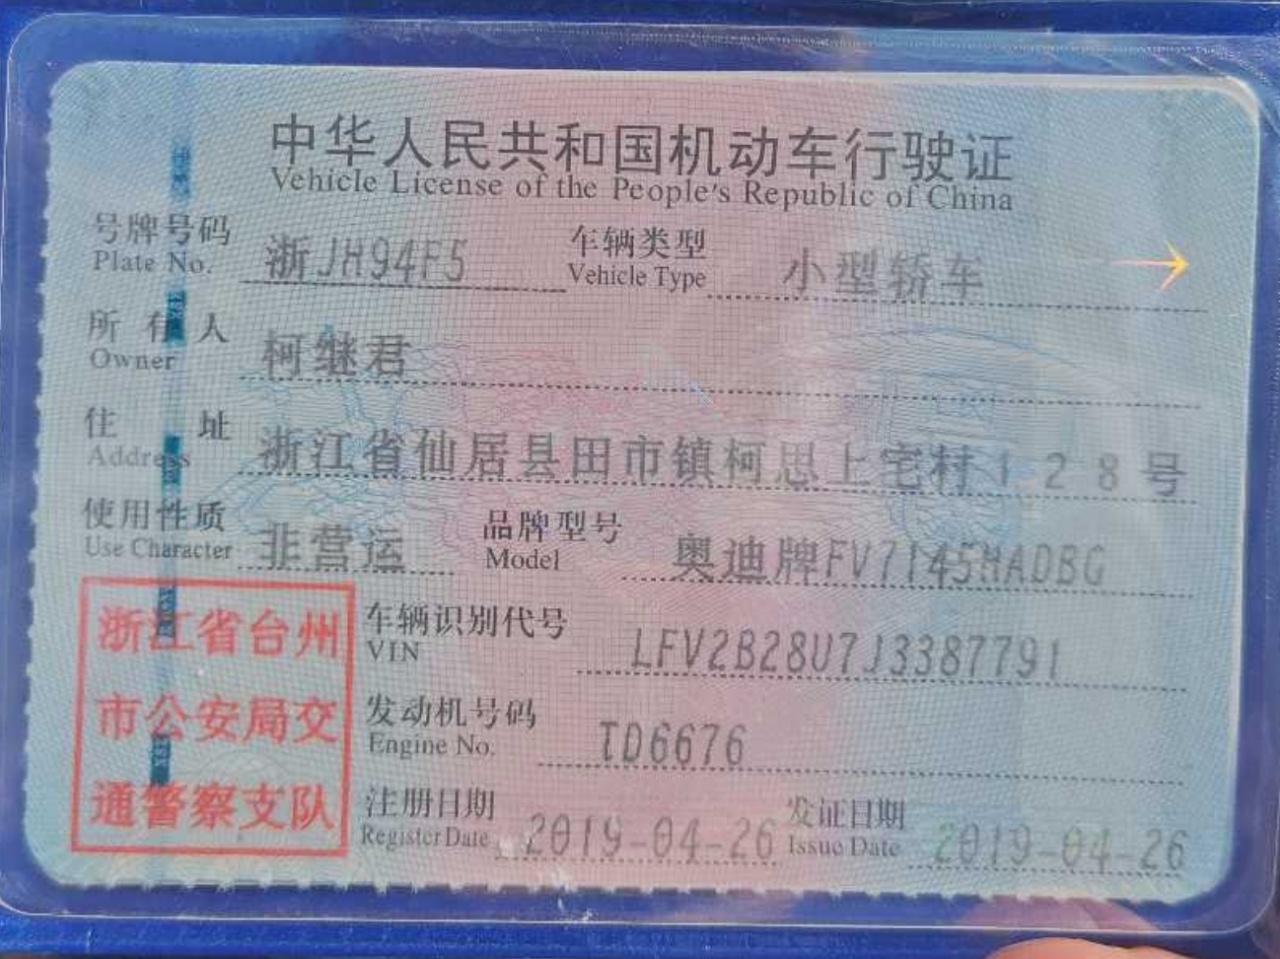 中华人民共和国机动车行驶证
Vehicle License of the People's Republic of China
号牌号码 浙JH94F5 车辆类型 小型轿车
Plate No. Vehicle Type
所有人 柯继君
Owner
住址 浙江省仙居县田市镇柯思上宅村128号
Address
使用性质 非营运 品牌型号 奥迪牌FV7145HADBG
Use Character Model
车辆识别代号 LFV2B28U7J3387791
VIN
发动机号码 TD6676
Engine No.
注册日期 2019-04-26 发证日期 2019-04-26
Register Date Issue Date
浙江省台州
市公安局交
通警察支队